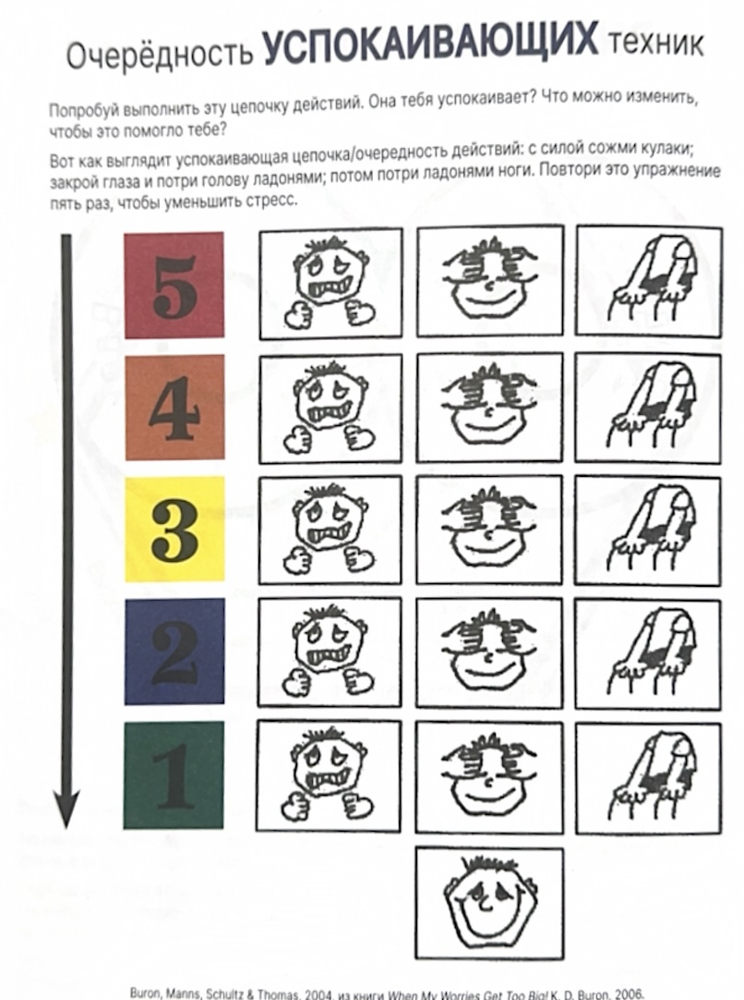 Очерёдность УСПОКАИВАЮЩИХ техник
Попробуй выполнить эту цепочку действий. Она тебя успокаивает? Что можно изменить,
чтобы это помогло тебе?
Вот как выглядит успокаивающая цепочка/очередность действий: с силой сожми кулаки;
закрой глаза и потри голову ладонями; потом потри ладонями ноги. Повтори это упражнение
пять раз, чтобы уменьшить стресс.
5
4
3
2
1
Buron, Manns, Schultz & Thomas, 2004, из книги When My Worries Get Too Big! K. D. Buron, 2006.